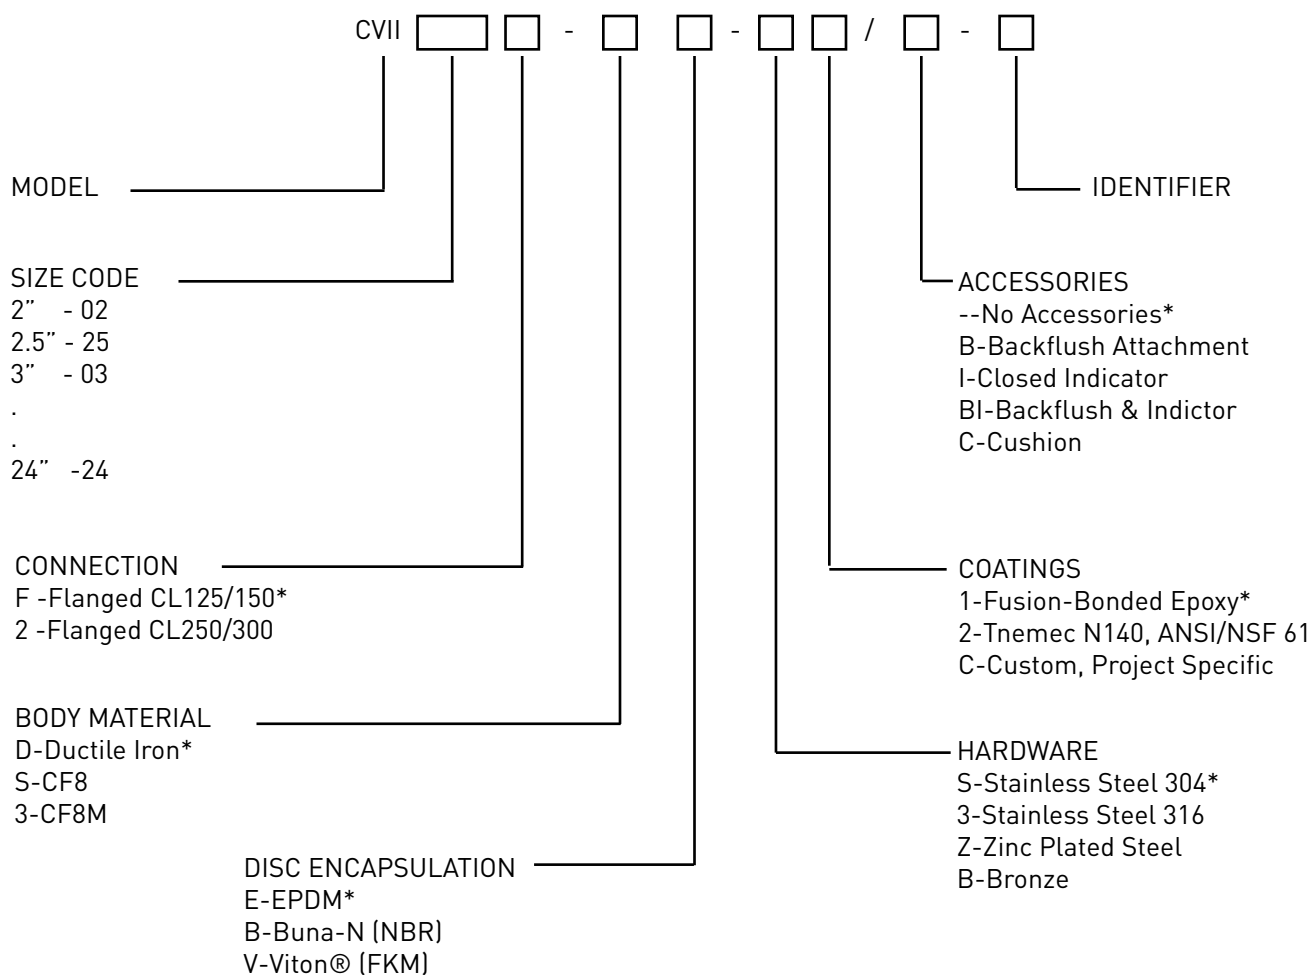 CVII - - / -
MODEL
IDENTIFIER
SIZE CODE
2” - 02
2.5” - 25
3” - 03
.
.
24” -24
ACCESSORIES
--No Accessories*
B-Backflush Attachment
I-Closed Indicator
BI-Backflush & Indictor
C-Cushion
CONNECTION
F -Flanged CL125/150*
2 -Flanged CL250/300
COATINGS
1-Fusion-Bonded Epoxy*
2-Tnemec N140, ANSI/NSF 61
C-Custom, Project Specific
BODY MATERIAL
D-Ductile Iron*
S-CF8
3-CF8M
HARDWARE
S-Stainless Steel 304*
3-Stainless Steel 316
Z-Zinc Plated Steel
B-Bronze
DISC ENCAPSULATION
E-EPDM*
B-Buna-N (NBR)
V-Viton® (FKM)